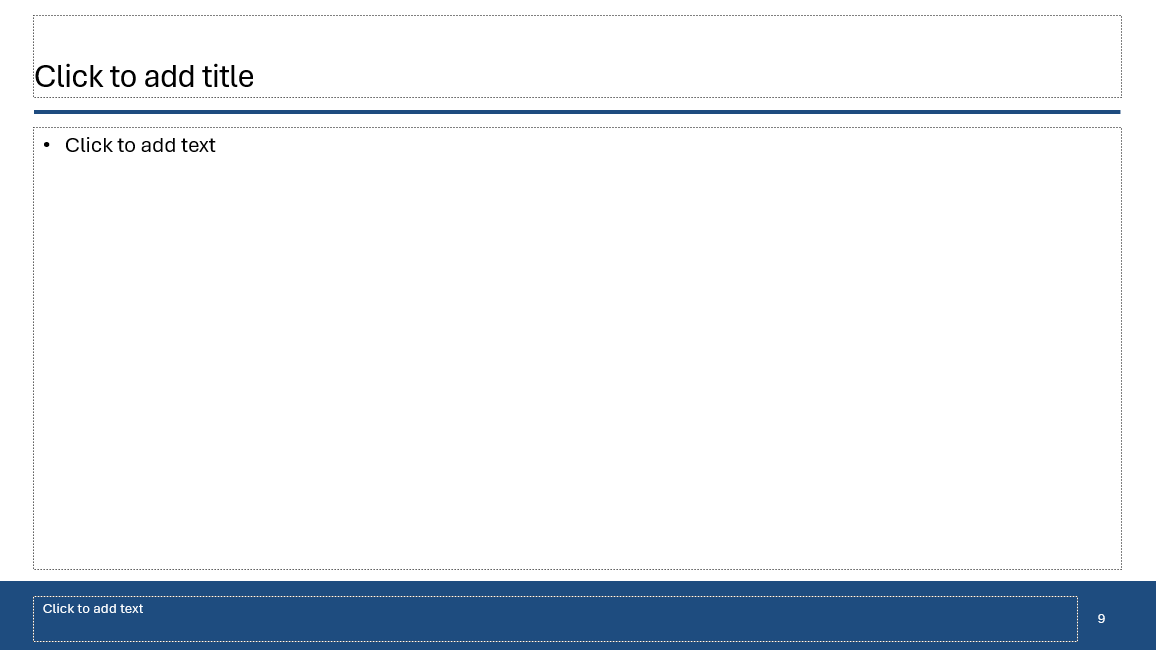 Click to add title
• Click to add text
Click to add text
9